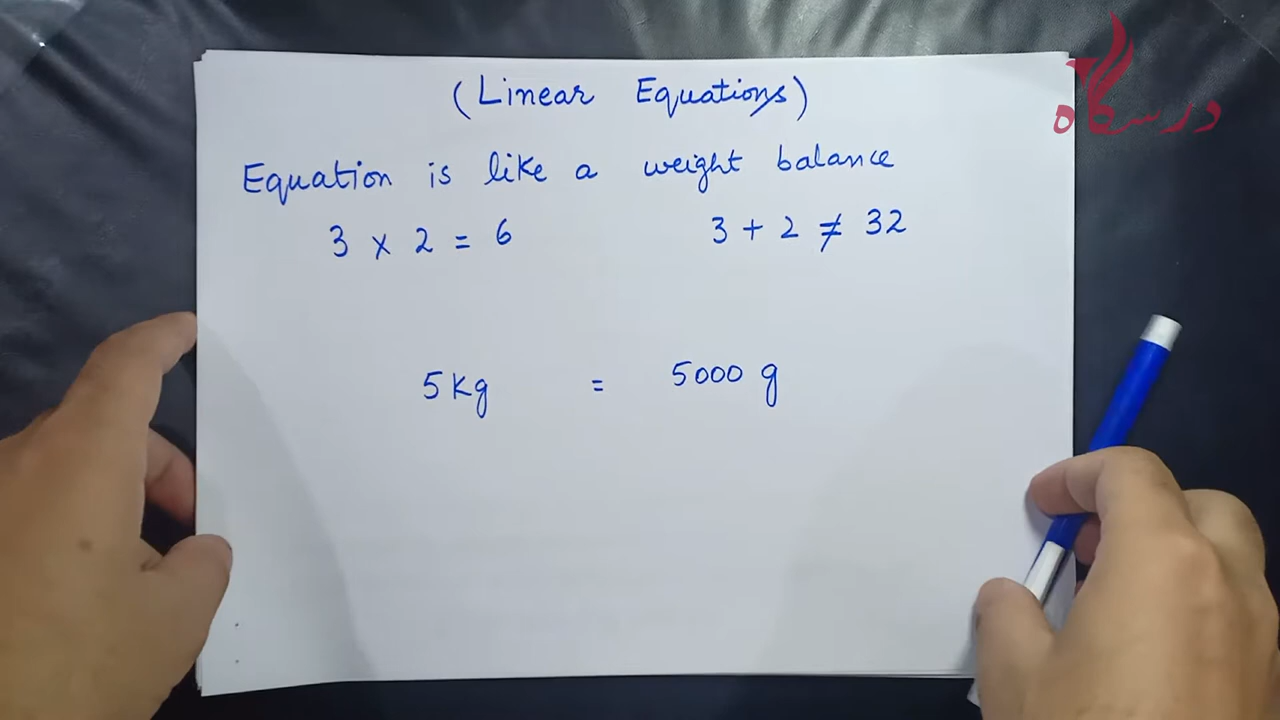 (Linear Equations)
درسگاه
Equation is like a weight balance
3 x 2 = 6 3 + 2 ≠ 32
5 Kg = 5000 g